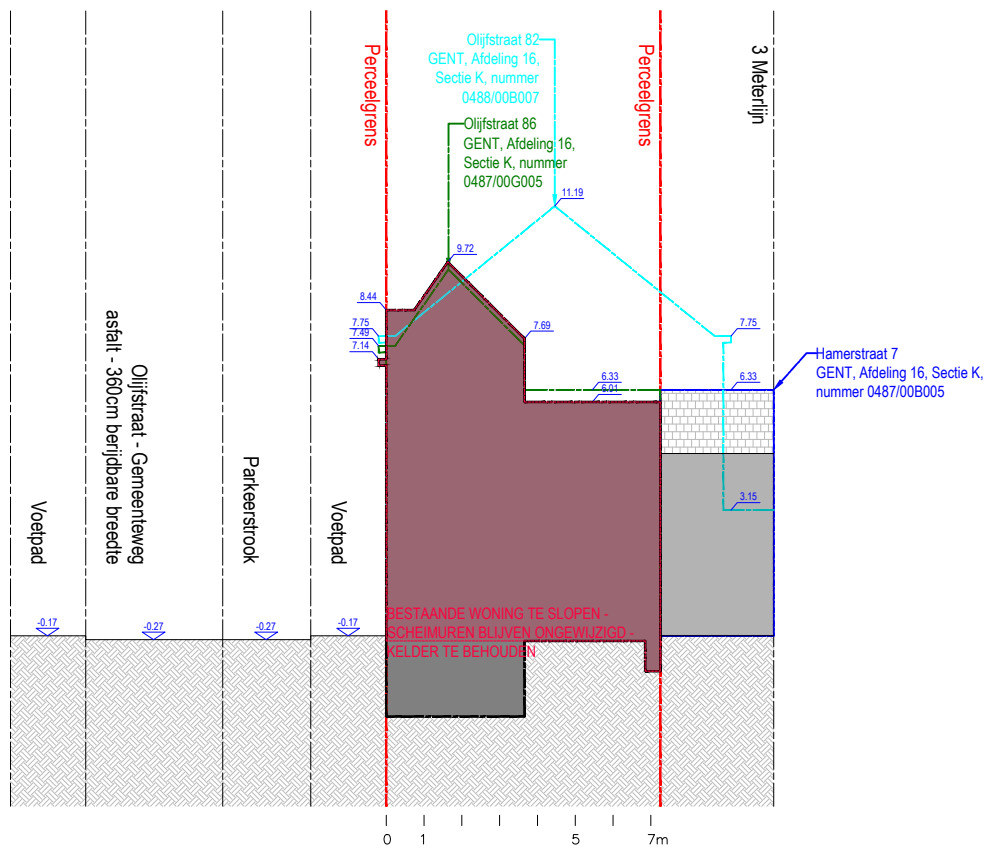 Olijfstraat 82
GENT, Afdeling 16,
Sectie K, nummer
0488/00B007
Olijfstraat 86
GENT, Afdeling 16,
Sectie K, nummer
0487/00G005
Perceelgrens
Perceelgrens
3 Meterlijn
11.19
9.72
8.44
7.75
7.49
7.14
7.69
7.75
6.33
6.01
6.33
Hamerstraat 7
GENT, Afdeling 16, Sectie K,
nummer 0487/00B005
3.15
Voetpad
Olijfstraat - Gemeenteweg
asfalt - 360cm berijdbare breedte
Parkeerstrook
Voetpad
-0.17
-0.27
-0.27
-0.17
BESTAANDE WONING TE SLOPEN -
SCHEIMUREN BLIJVEN ONGEWIJZIGD -
KELDER TE BEHOUDEN
0 1 5 7m